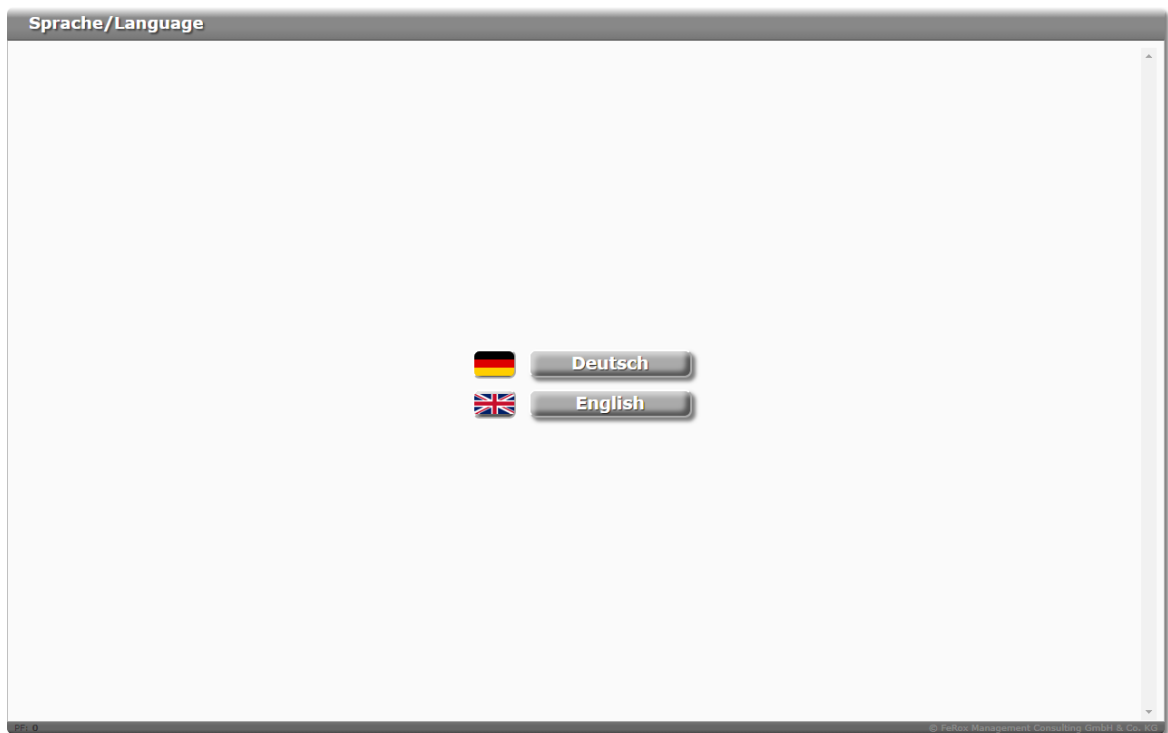 Sprache/Language
Deutsch
English
PF: 0
© FeRox Management Consulting GmbH & Co. KG